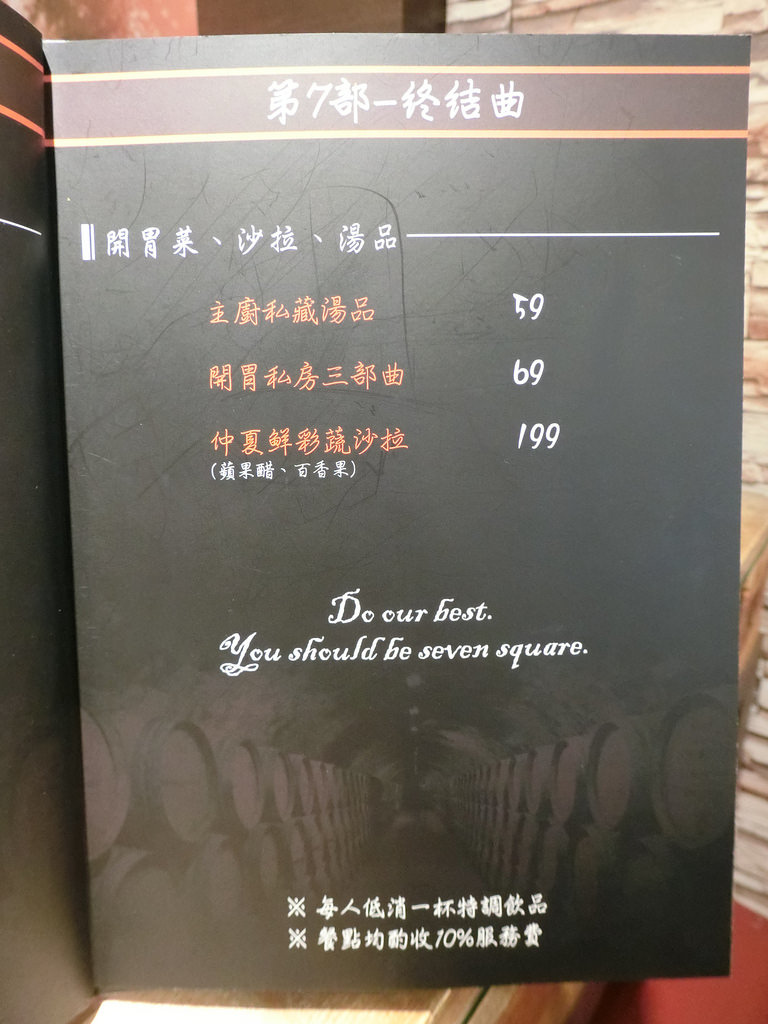 第7部-终结曲
開胃菜、沙拉、湯品
主廚私藏湯品 59
開胃私房三部曲 69
仲夏鮮彩蔬沙拉 199
(蘋果醋、百香果)
Do our best.
You should be seven square.
※ 每人低消一杯特調飲品
※ 餐點均酌收10%服務費